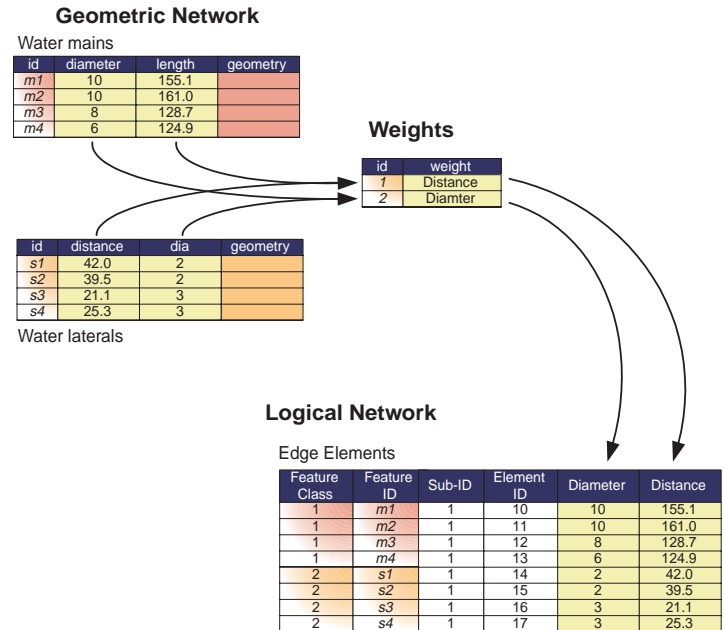 Geometric Network
Water mains
id diameter length geometry
m1 10 155.1
m2 10 161.0
m3 8 128.7
m4 6 124.9
Weights
id weight
1 Distance
2 Diamter
id distance dia geometry
s1 42.0 2
s2 39.5 2
s3 21.1 3
s4 25.3 3
Water laterals
Logical Network
Edge Elements
Feature Class Feature ID Sub-ID Element ID Diameter Distance
1 m1 1 10 10 155.1
1 m2 1 11 10 161.0
1 m3 1 12 8 128.7
1 m4 1 13 6 124.9
2 s1 1 14 2 42.0
2 s2 1 15 2 39.5
2 s3 1 16 3 21.1
2 s4 1 17 3 25.3